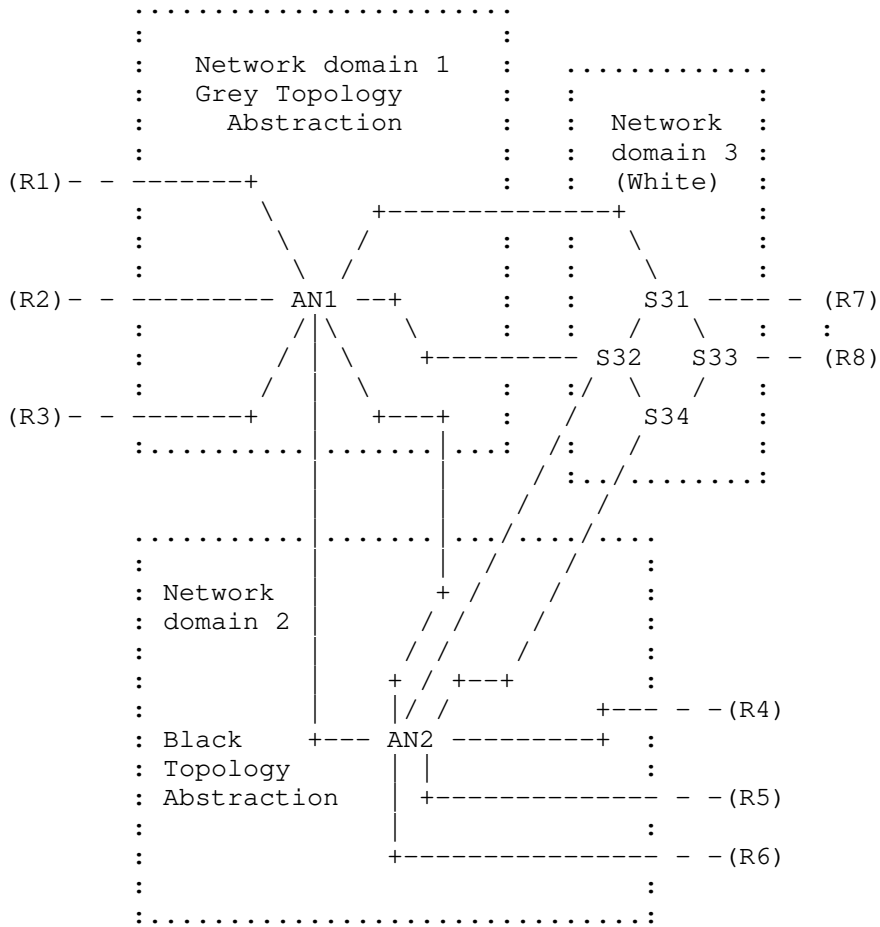 Network domain 1
Grey Topology
Abstraction
Network
domain 3
(White)
(R1)
(R2) AN1 S31 (R7)
S32 S33 (R8)
(R3) S34
Network
domain 2
(R4)
Black AN2
Topology
Abstraction (R5)
(R6)